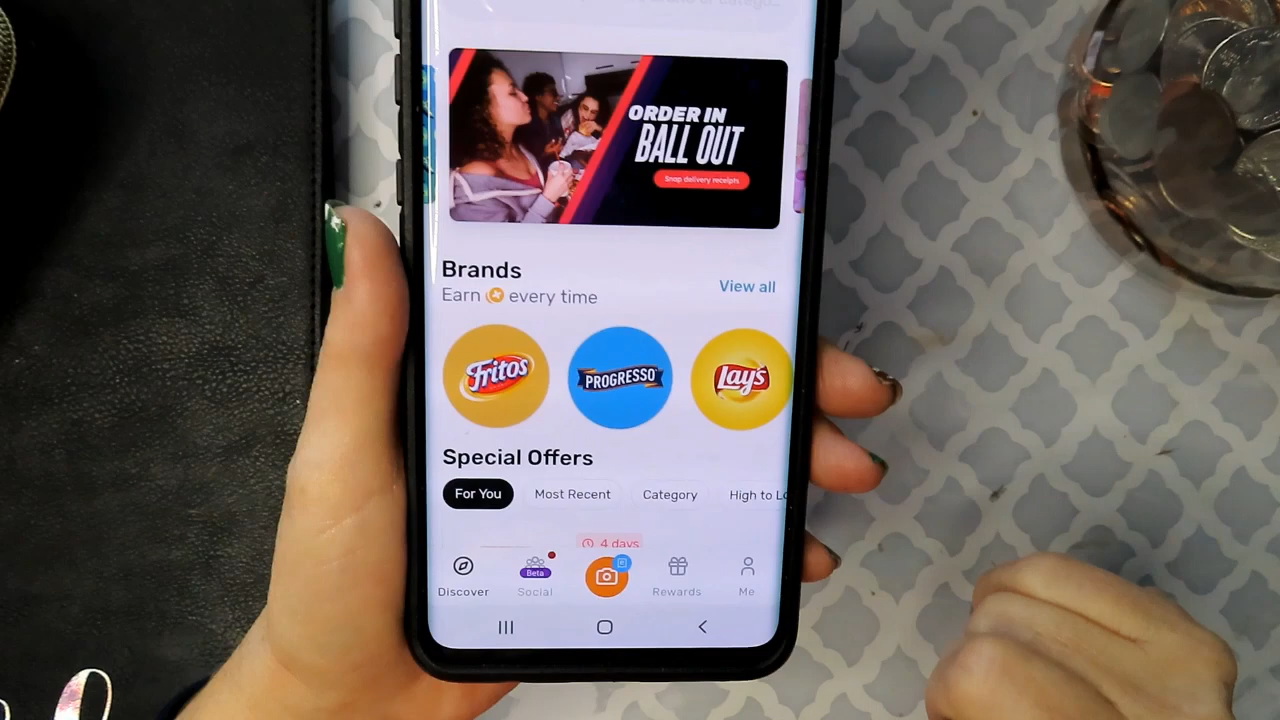 ORDER IN
BALL OUT
Snap delivery receipts
Brands
View all
Earn every time
Fritos
PROGRESSO
Lay's
Special Offers
For You
Most Recent
Category
High to Lo
4 days
Beta
Discover
Social
Rewards
Me